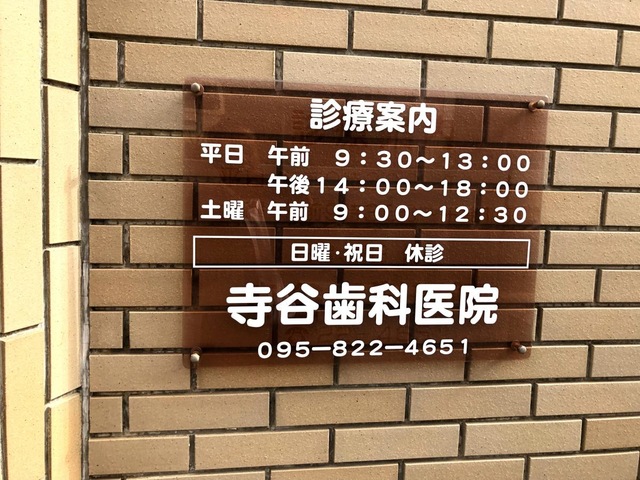 診療案内
平日 午前 9：30～13：00
午後14：00～18：00
土曜 午前 9：00～12：30
日曜・祝日 休診
寺谷歯科医院
095-822-4651